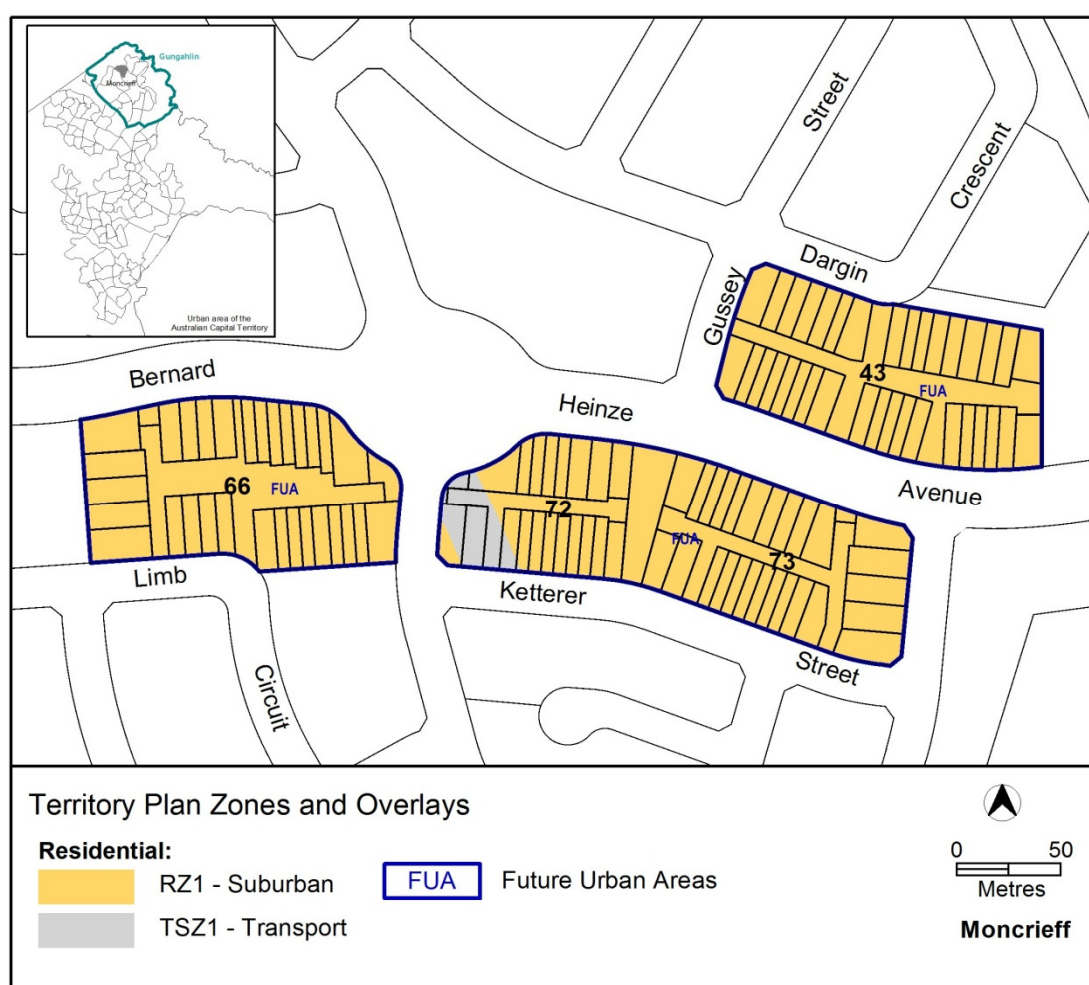 Gungahlin
Moncrieff
Urban area of the
Australian Capital Territory
Street
Crescent
Dargin
Gussey
43
FUA
Bernard
Heinze
Avenue
66
FUA
72
FUA
73
Limb
Ketterer
Street
Circuit
Territory Plan Zones and Overlays
Residential:
RZ1 - Suburban
FUA
Future Urban Areas
TSZ1 - Transport
0
50
Metres
Moncrieff